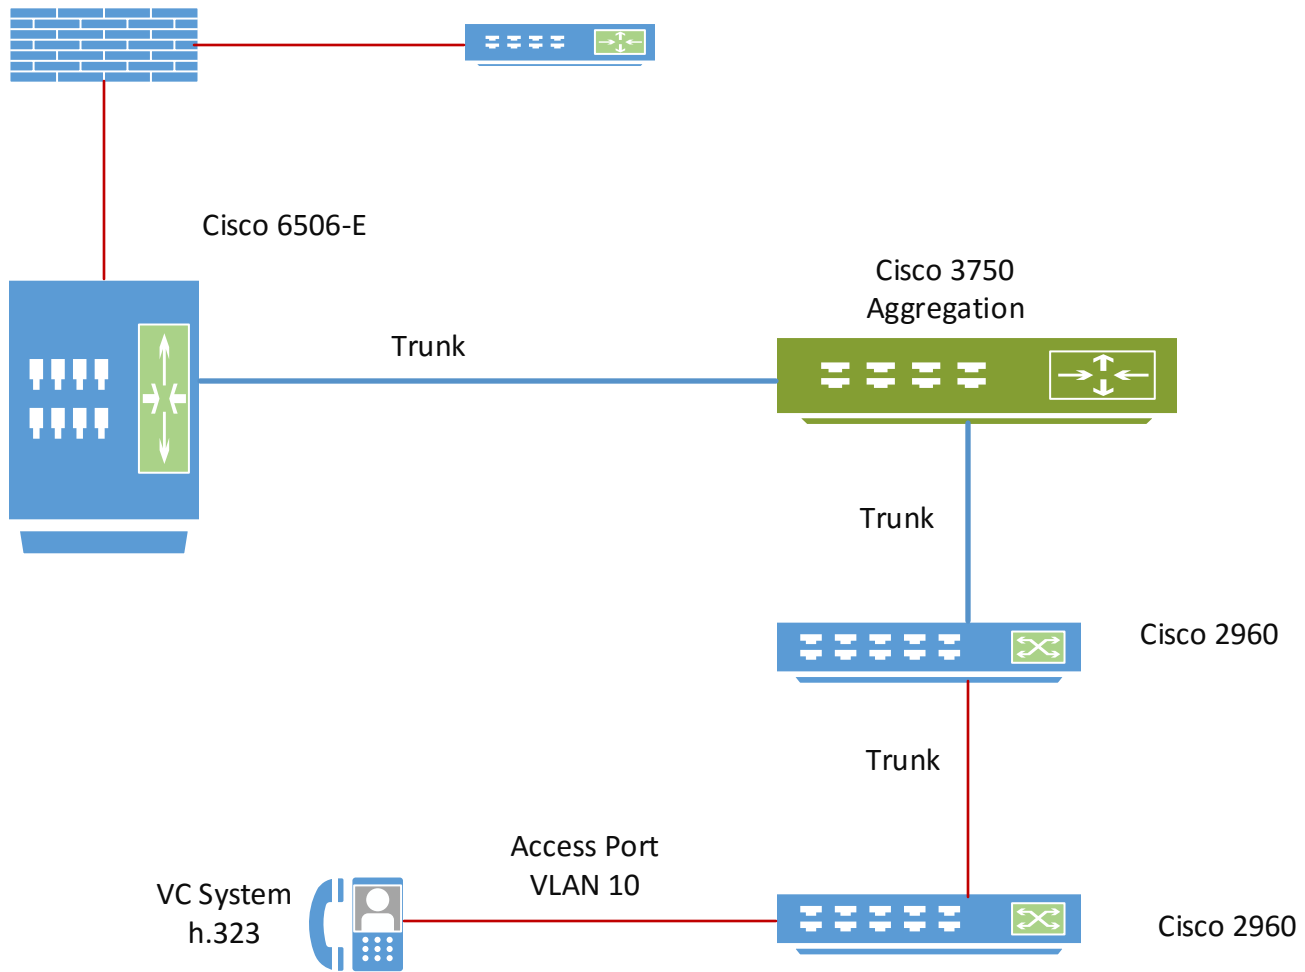 Cisco 6506-E
Cisco 3750
Aggregation
Trunk
Trunk
Cisco 2960
Trunk
Access Port
VLAN 10
VC System
h.323
Cisco 2960